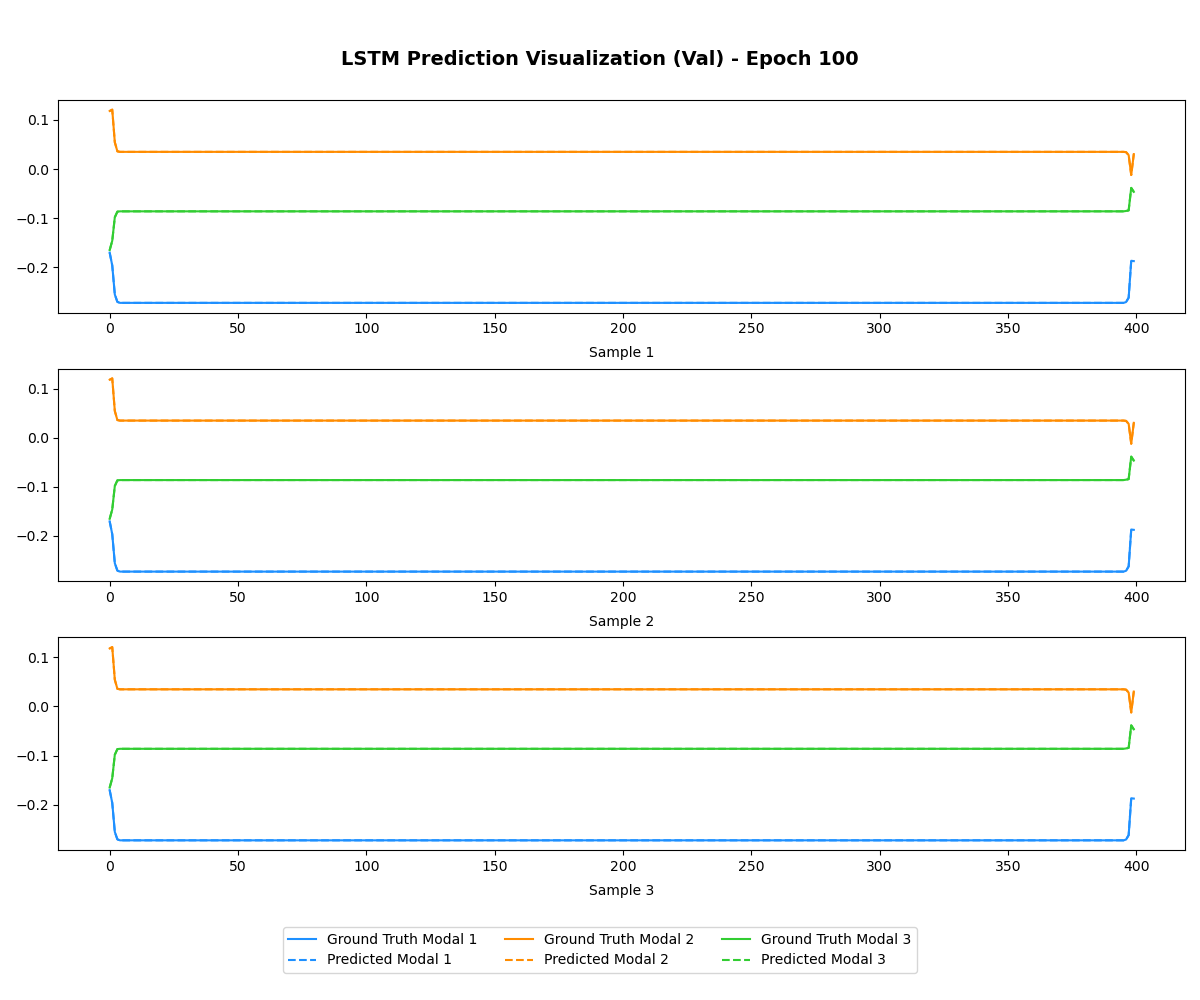 LSTM Prediction Visualization (Val) - Epoch 100
0.1
0.0
−0.1
−0.2
0 50 100 150 200 250 300 350 400
Sample 1
0.1
0.0
−0.1
−0.2
0 50 100 150 200 250 300 350 400
Sample 2
0.1
0.0
−0.1
−0.2
0 50 100 150 200 250 300 350 400
Sample 3
Ground Truth Modal 1 Ground Truth Modal 2 Ground Truth Modal 3
Predicted Modal 1 Predicted Modal 2 Predicted Modal 3